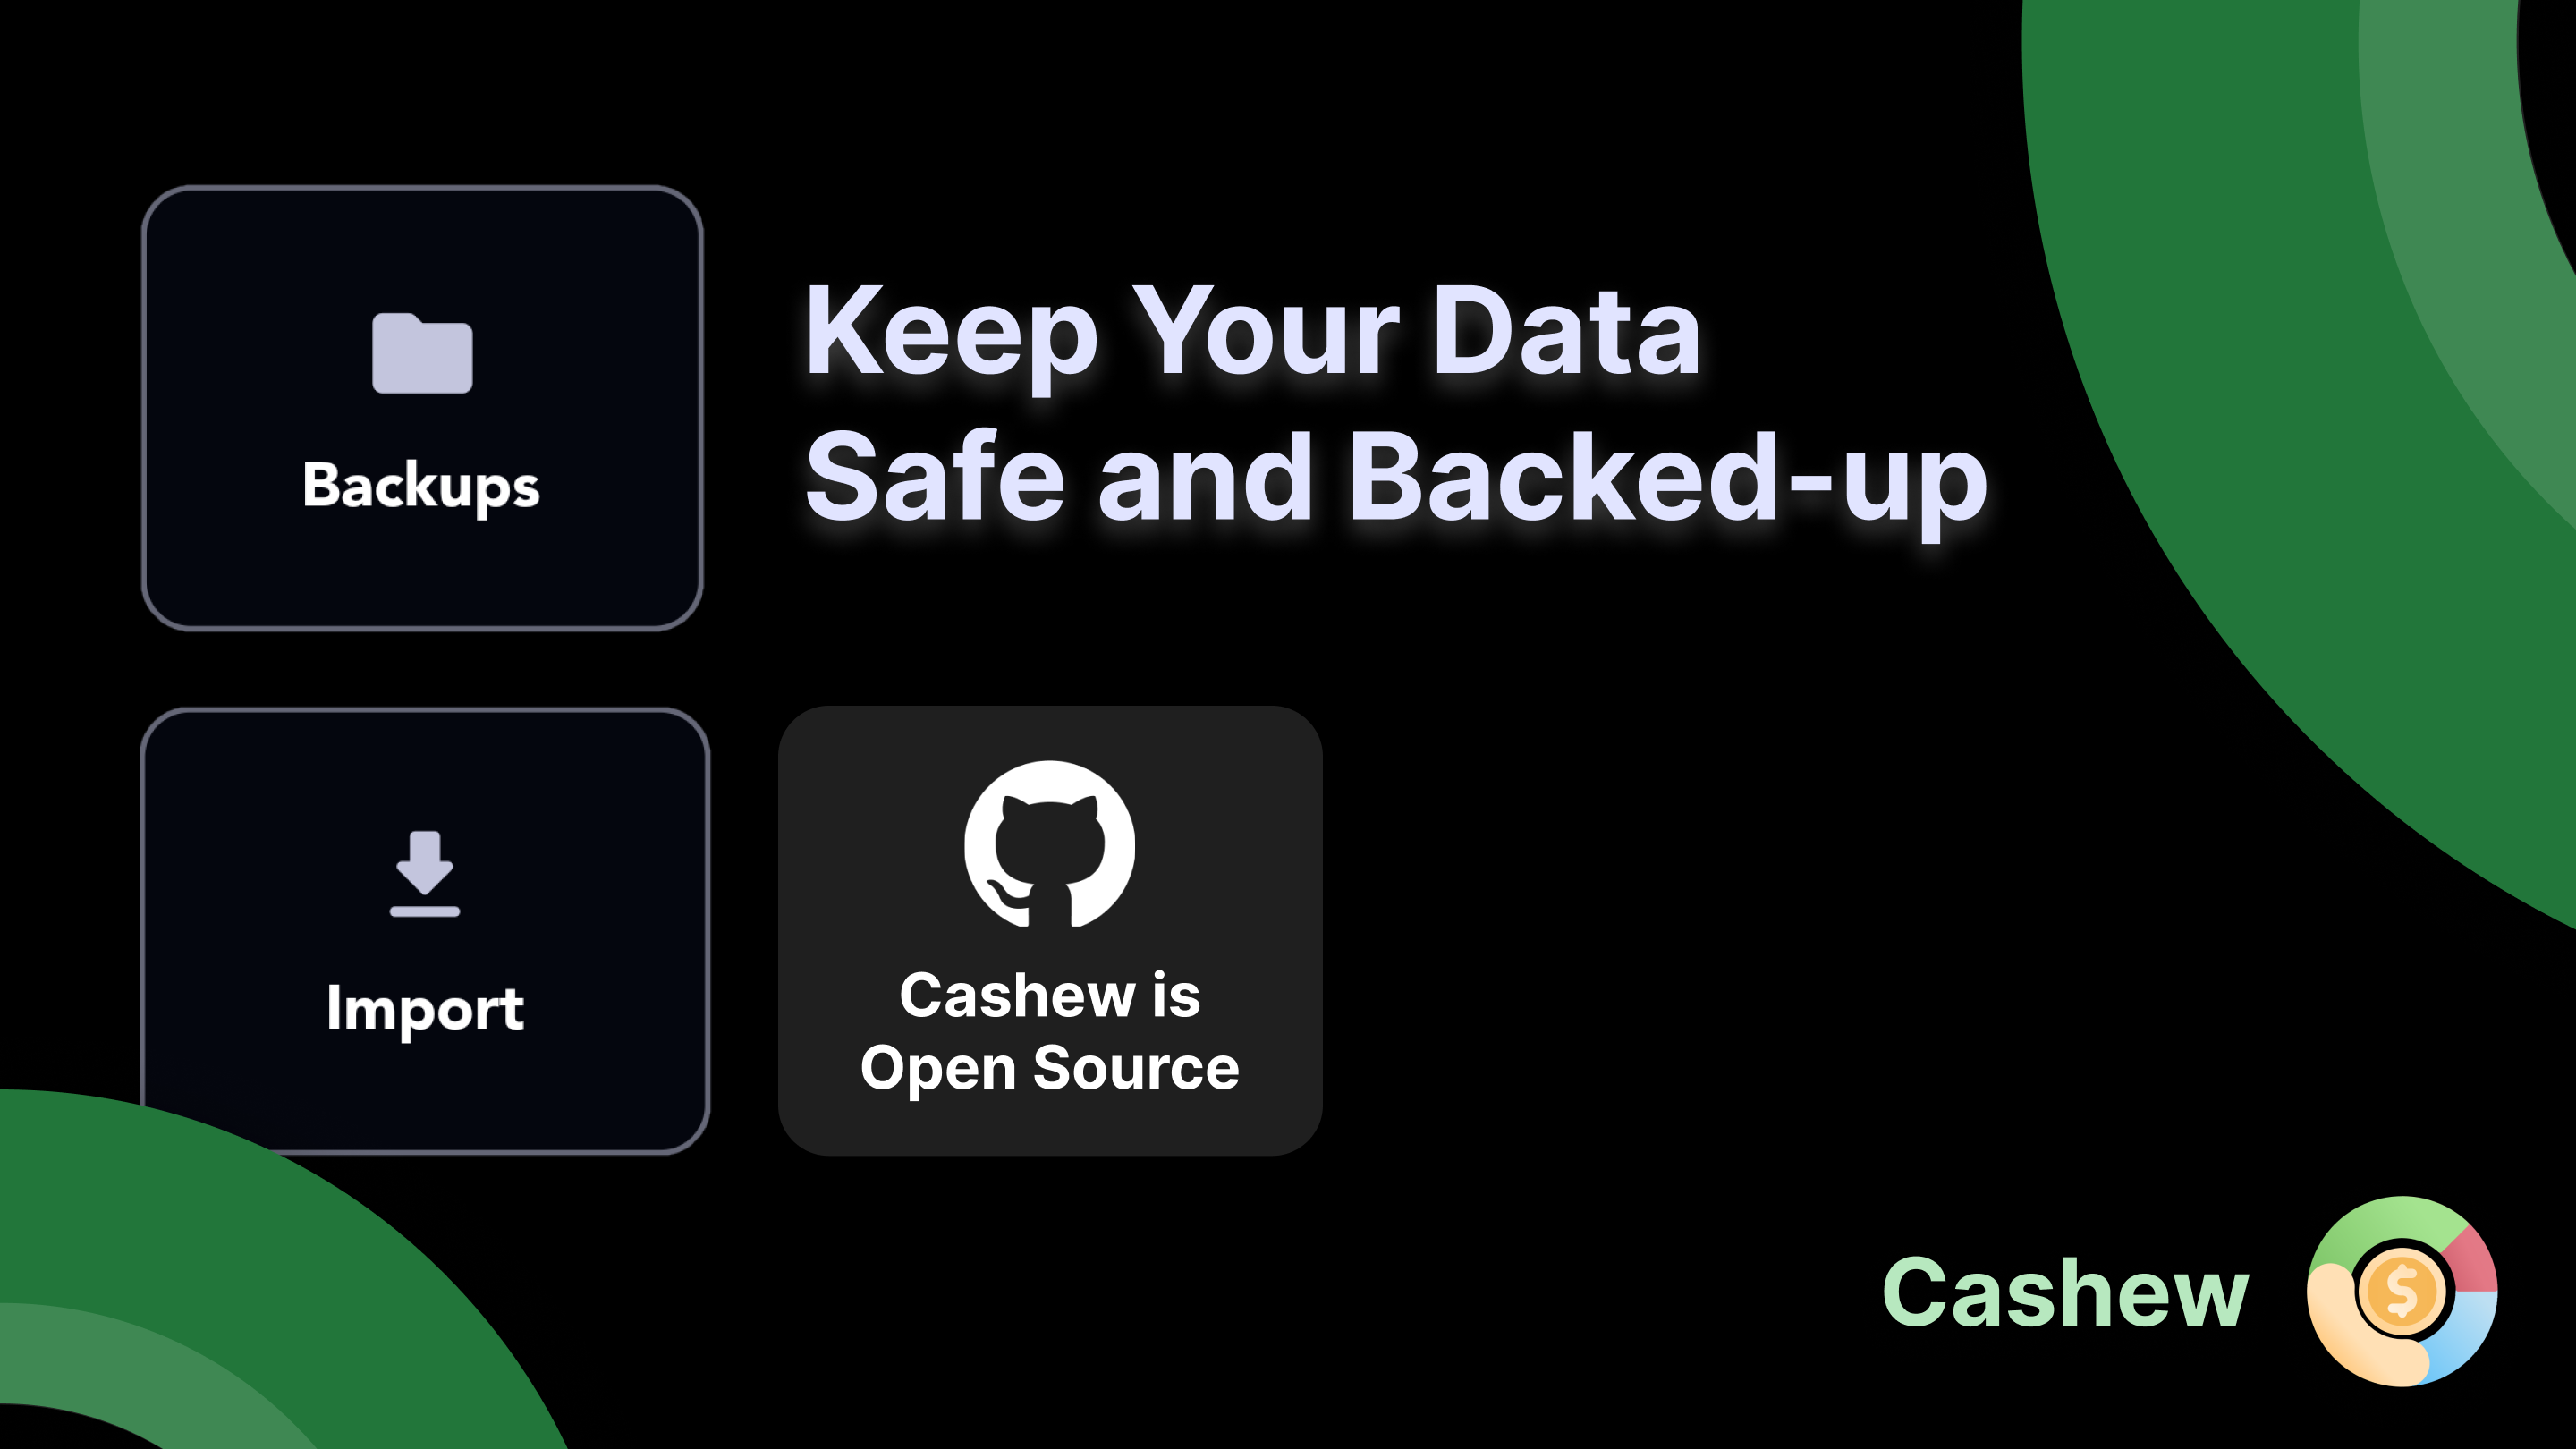 Backups
Keep Your Data
Safe and Backed-up
Import
Cashew is
Open Source
Cashew